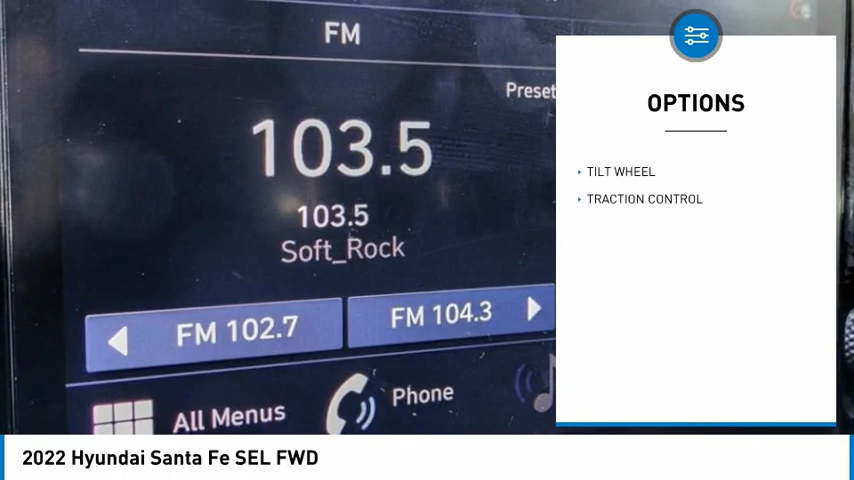 FM
Preset
103.5
103.5
Soft_Rock
FM 102.7
FM 104.3
All Menus
Phone
OPTIONS
TILT WHEEL
TRACTION CONTROL
2022 Hyundai Santa Fe SEL FWD